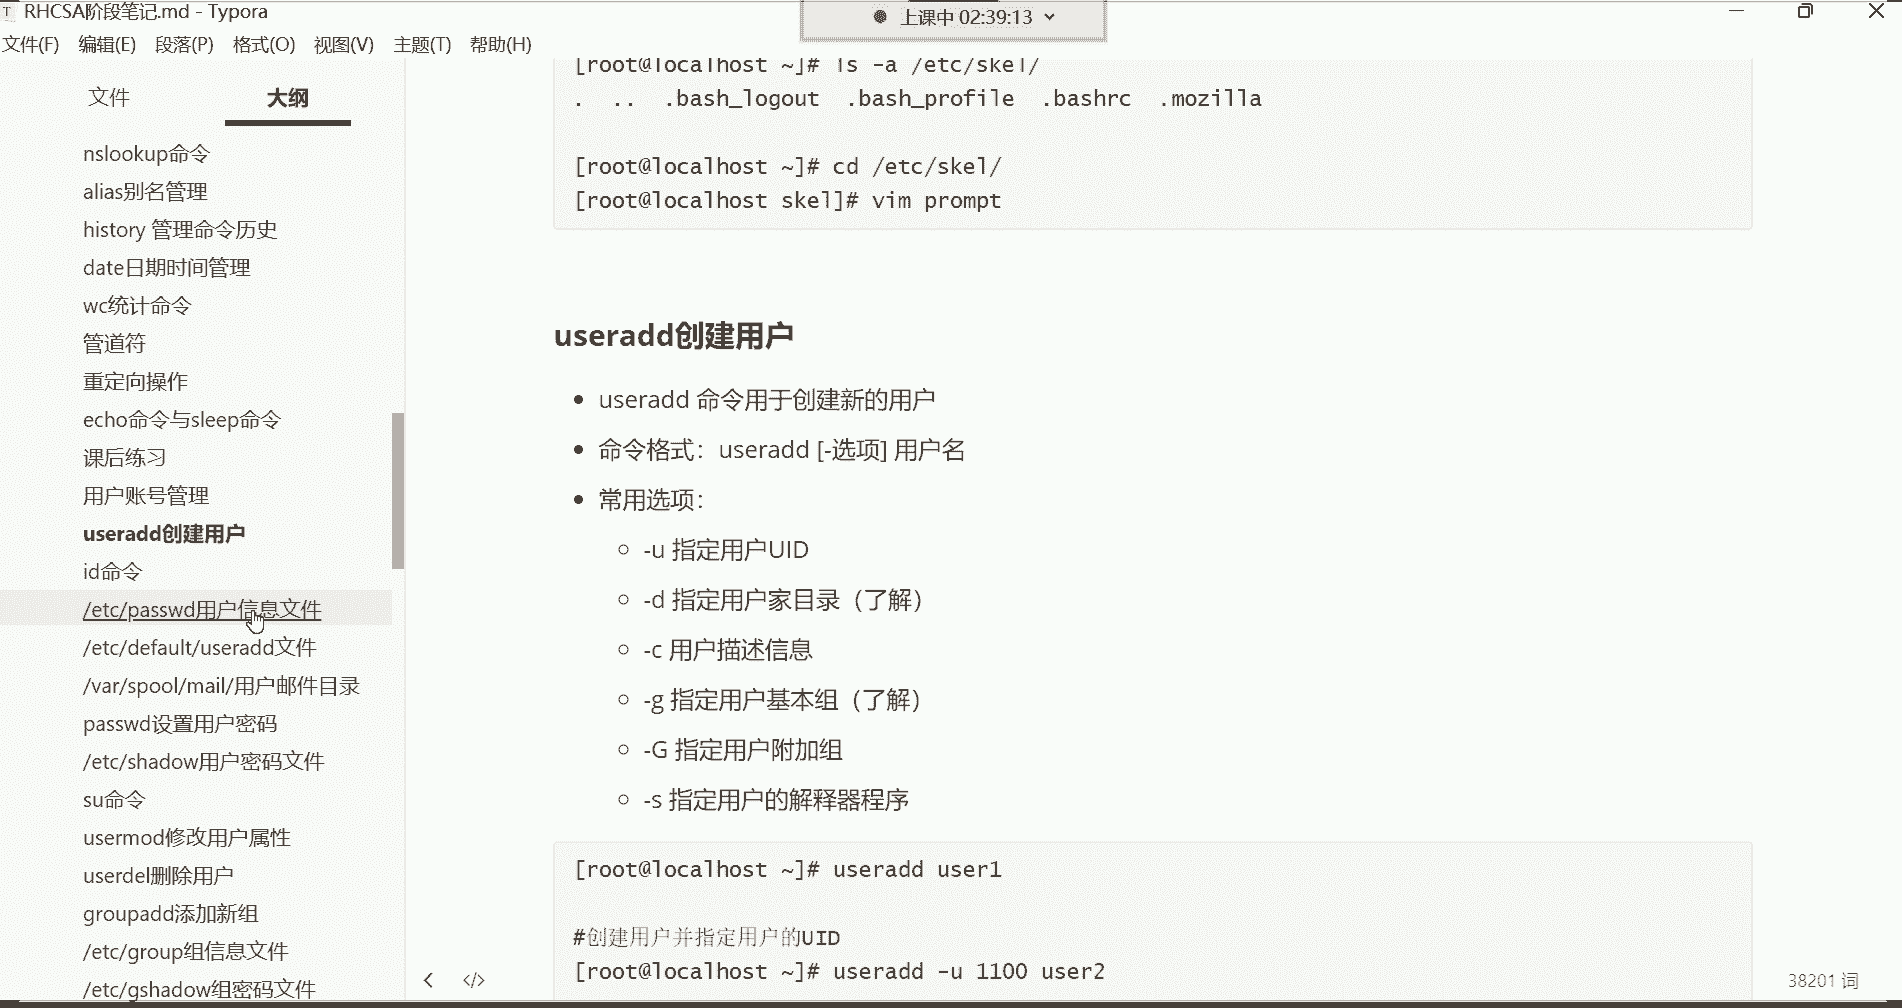 RHCSA阶段笔记.md - Typora
上课中 02:39:13
文件(F) 编辑(E) 段落(P) 格式(O) 视图(V) 主题(T) 帮助(H)
文件 大纲
nslookup命令
alias别名管理
history 管理命令历史
date日期时间管理
wc统计命令
管道符
重定向操作
echo命令与sleep命令
课后练习
用户账号管理
useradd创建用户
id命令
/etc/passwd用户信息文件
/etc/default/useradd文件
/var/spool/mail/用户邮件目录
passwd设置用户密码
/etc/shadow用户密码文件
su命令
usermod修改用户属性
userdel删除用户
groupadd添加新组
/etc/group组信息文件
/etc/gshadow组密码文件
[root@localhost ~]# ls -a /etc/skel/
. .. .bash_logout .bash_profile .bashrc .mozilla
[root@localhost ~]# cd /etc/skel/
[root@localhost skel]# vim prompt
useradd创建用户
useradd 命令用于创建新的用户
命令格式：useradd [-选项] 用户名
常用选项：
-u 指定用户UID
-d 指定用户家目录（了解）
-c 用户描述信息
-g 指定用户基本组（了解）
-G 指定用户附加组
-s 指定用户的解释器程序
[root@localhost ~]# useradd user1
#创建用户并指定用户的UID
[root@localhost ~]# useradd -u 1100 user2
38201 词